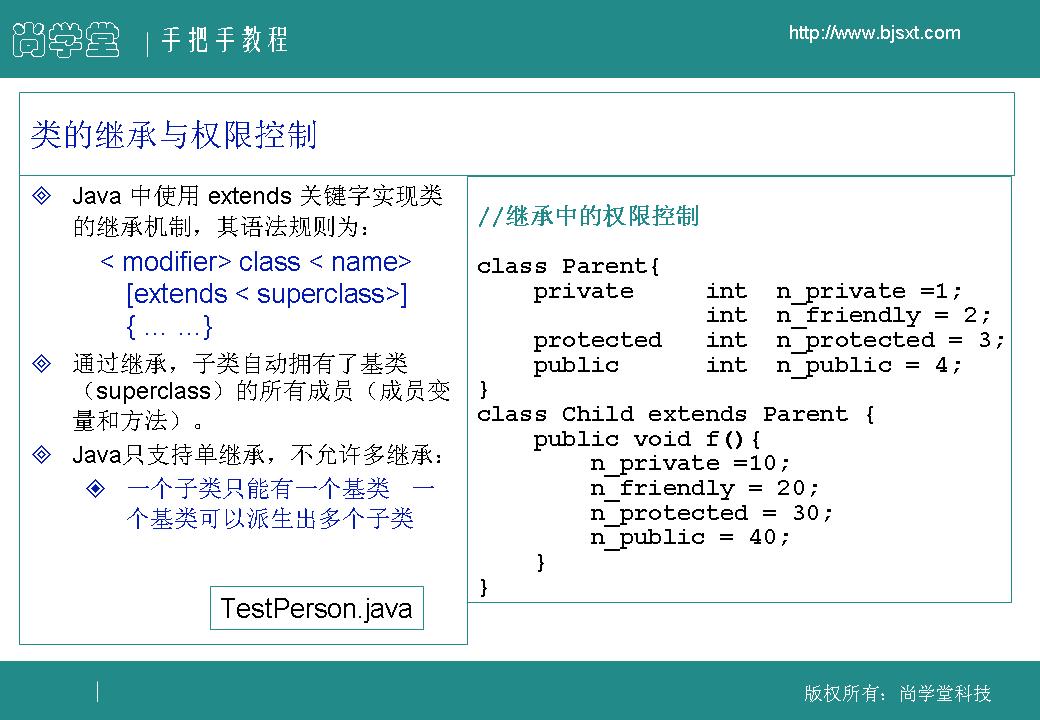 尚学堂 手把手教程
http://www.bjsxt.com
类的继承与权限控制
Java 中使用 extends 关键字实现类
的继承机制，其语法规则为：
< modifier> class < name>
[extends < superclass>]
{ … …}
通过继承，子类自动拥有了基类
（superclass）的所有成员（成员变
量和方法）。
Java只支持单继承，不允许多继承：
一个子类只能有一个基类 一
个基类可以派生出多个子类
TestPerson.java
//继承中的权限控制
class Parent{
    private     int  n_private =1;
                int  n_friendly = 2;
    protected   int  n_protected = 3;
    public      int  n_public = 4;
}
class Child extends Parent {
    public void f(){
        n_private =10;
        n_friendly = 20;
        n_protected = 30;
        n_public = 40;
    }
}
版权所有：尚学堂科技